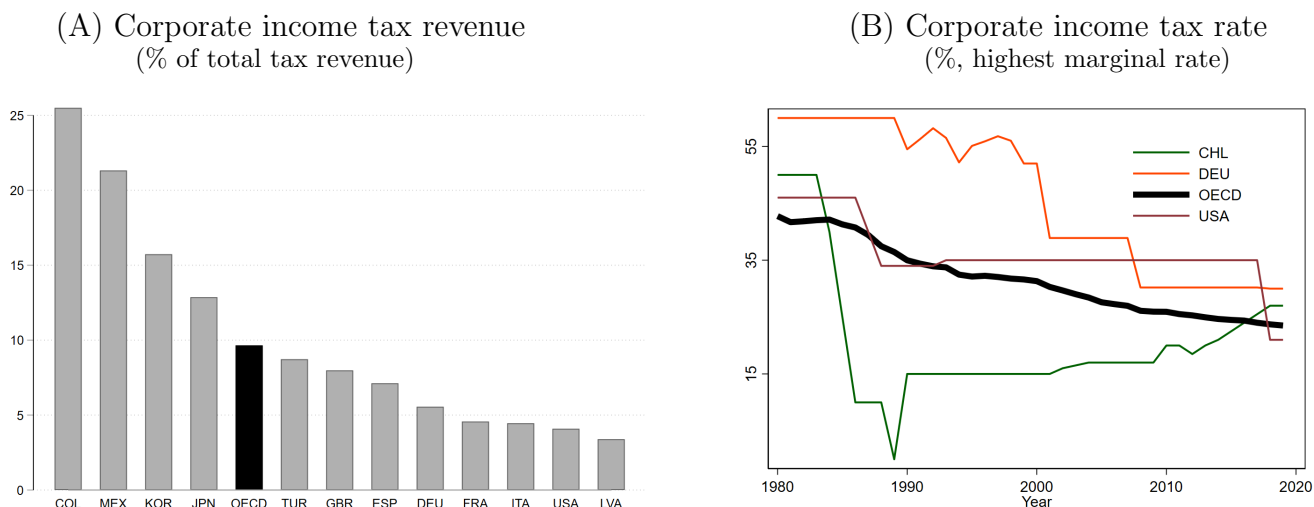 (A) Corporate income tax revenue
(% of total tax revenue)
25
20
15
10
5
0
COL MEX KOR JPN OECD TUR GBR ESP DEU FRA ITA USA LVA
(B) Corporate income tax rate
(%, highest marginal rate)
55
35
15
CHL
DEU
OECD
USA
1980 1990 2000 2010 2020
Year